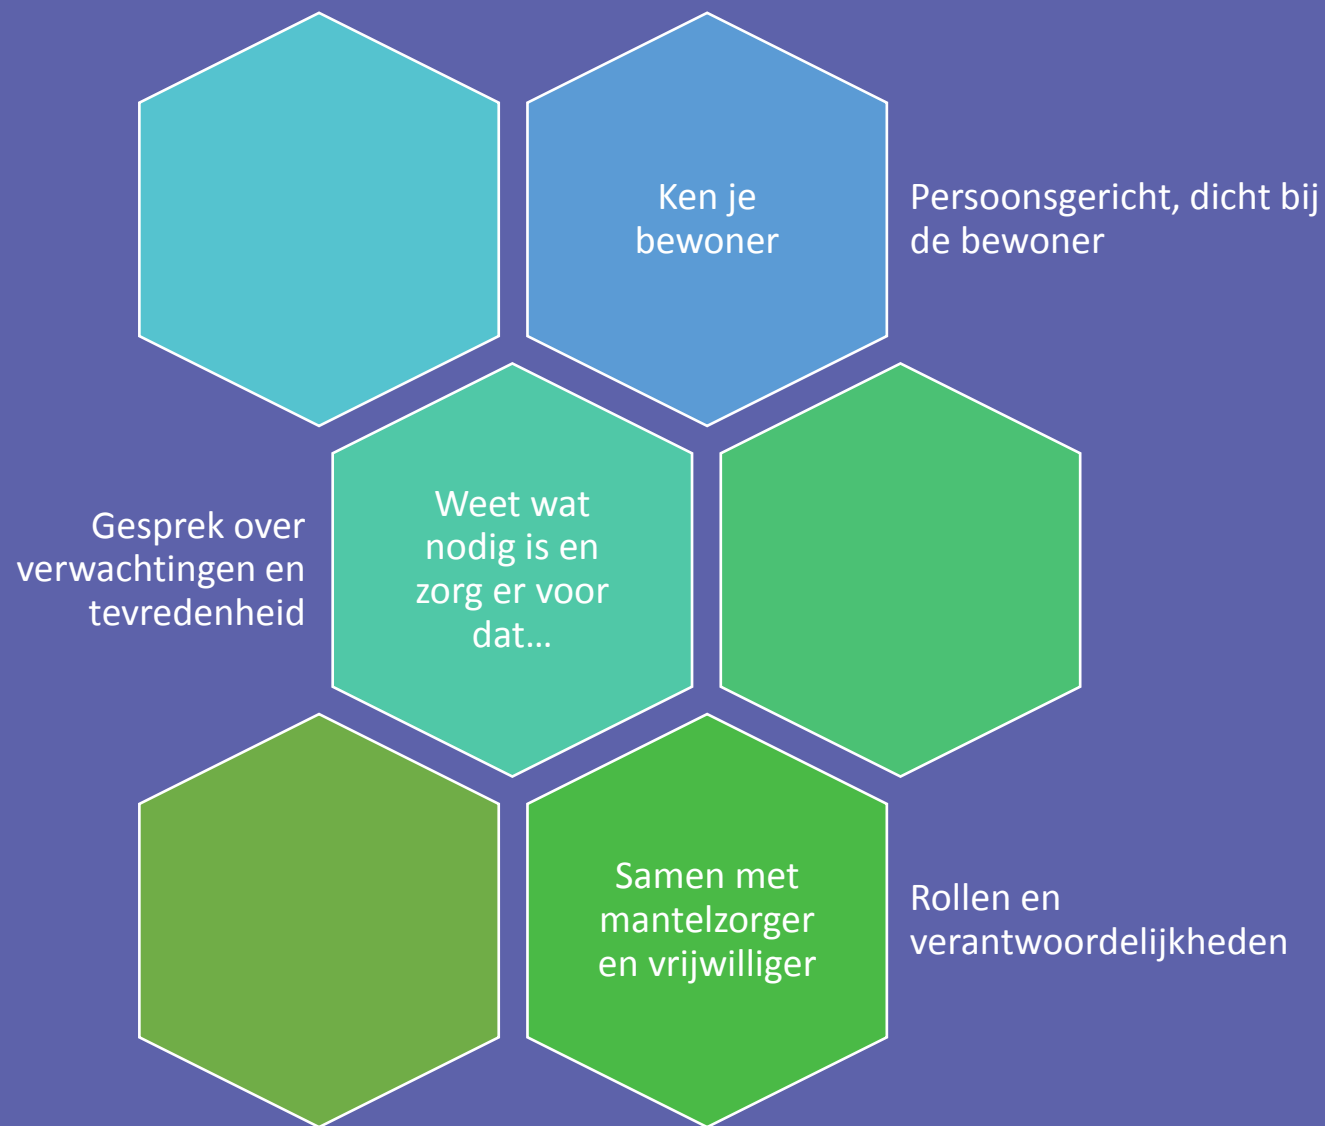 Ken je
bewoner
Persoonsgericht, dicht bij
de bewoner
Gesprek over
verwachtingen en
tevredenheid
Weet wat
nodig is en
zorg er voor
dat...
Samen met
mantelzorger
en vrijwilliger
Rollen en
verantwoordelijkheden